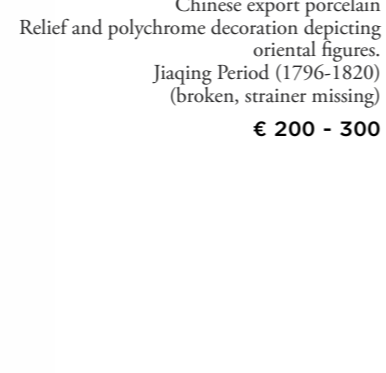 Chinese export porcelain
Relief and polychrome decoration depicting
oriental figures.
Jiaqing Period (1796-1820)
(broken, strainer missing)
€ 200 - 300